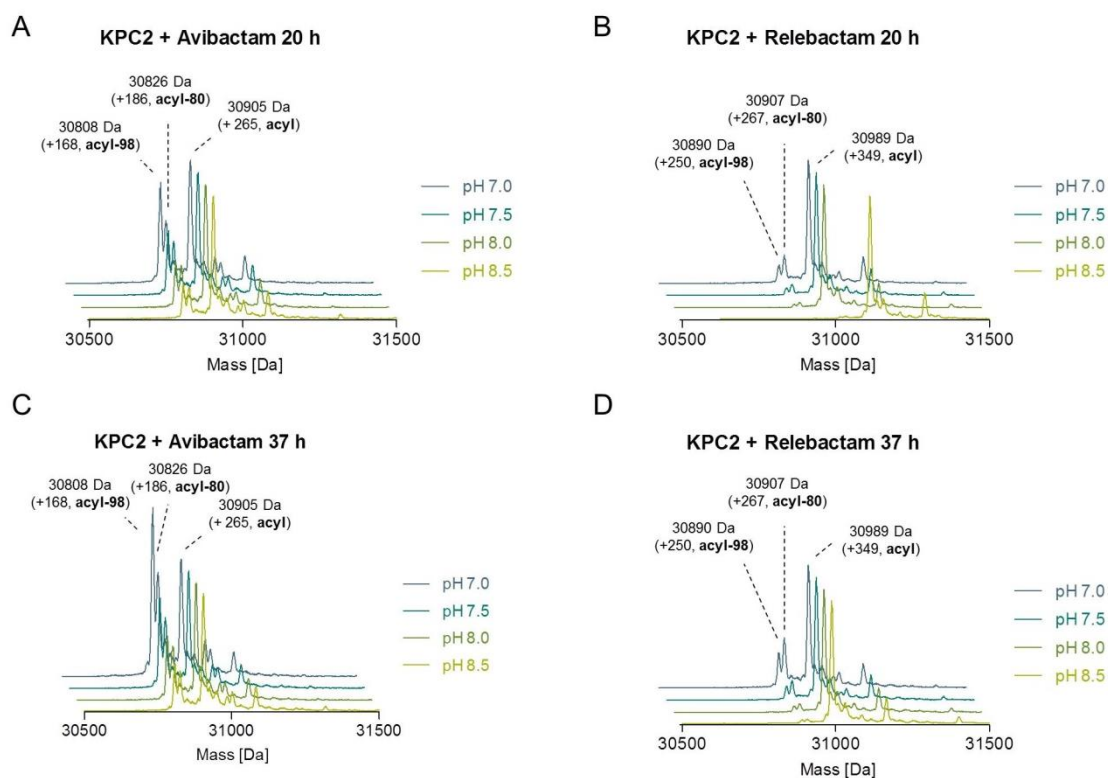 A
KPC2 + Avibactam 20 h
30826 Da
(+186, acyl-80)
30808 Da
(+168, acyl-98)
30905 Da
(+ 265, acyl)
pH 7.0
pH 7.5
pH 8.0
pH 8.5
30500
31000
31500
Mass [Da]
B
KPC2 + Relebactam 20 h
30907 Da
(+267, acyl-80)
30890 Da
(+250, acyl-98)
30989 Da
(+349, acyl)
pH 7.0
pH 7.5
pH 8.0
pH 8.5
30500
31000
31500
Mass [Da]
C
KPC2 + Avibactam 37 h
30808 Da
(+168, acyl-98)
30826 Da
(+186, acyl-80)
30905 Da
(+ 265, acyl)
pH 7.0
pH 7.5
pH 8.0
pH 8.5
30500
31000
31500
Mass [Da]
D
KPC2 + Relebactam 37 h
30907 Da
(+267, acyl-80)
30890 Da
(+250, acyl-98)
30989 Da
(+349, acyl)
pH 7.0
pH 7.5
pH 8.0
pH 8.5
30500
31000
31500
Mass [Da]